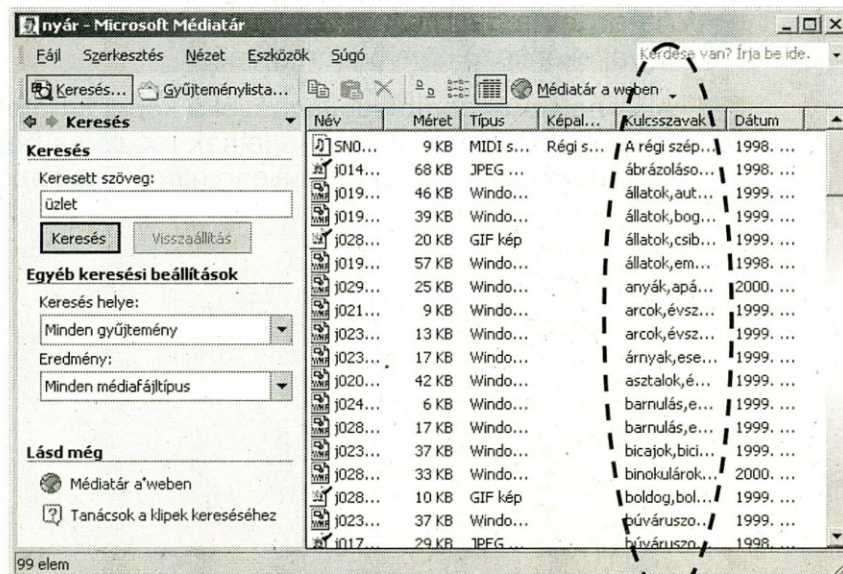 nyár - Microsoft Médiatár
Fájl Szerkesztés Nézet Eszközök Súgó Kérdése van? Írja be ide.
Keresés... Gyűjteménylista... Médiatár a weben
Keresés
Keresés
Keresett szöveg:
üzlet
Keresés Visszaállítás
Egyéb keresési beállítások
Keresés helye:
Minden gyűjtemény
Eredmény:
Minden médiafájltípus
Lásd még
Médiatár a weben
Tanácsok a klipek kereséséhez
Név Méret Típus Képal... Kulcsszavak Dátum
SN0... 9 KB MIDI s... Régi s... A régi szép... 1998. ...
j014... 68 KB JPEG ... ábrázoláso... 1998. ...
j019... 46 KB Windo... állatok,aut... 1999. ...
j019... 39 KB Windo... állatok,bog... 1999. ...
j028... 20 KB GIF kép állatok,csib... 1999. ...
j019... 57 KB Windo... állatok,em... 1998. ...
j029... 25 KB Windo... anyák,apá... 2000. ...
j021... 9 KB Windo... arcok,évsz... 1999. ...
j023... 13 KB Windo... arcok,évsz... 1999. ...
j023... 17 KB Windo... árnyak,ese... 1999. ...
j020... 42 KB Windo... asztalok,é... 1999. ...
j024... 6 KB Windo... barnulás,e... 1999. ...
j028... 17 KB Windo... barnulás,e... 1999. ...
j023... 37 KB Windo... bicajok,bici... 1999. ...
j028... 33 KB Windo... binokulárok... 2000. ...
j028... 10 KB GIF kép boldog,bol... 1999. ...
j023... 37 KB Windo... búváruszo... 1999. ...
j017... 29 KB JPEG ... búváruszo... 1998. ...
99 elem